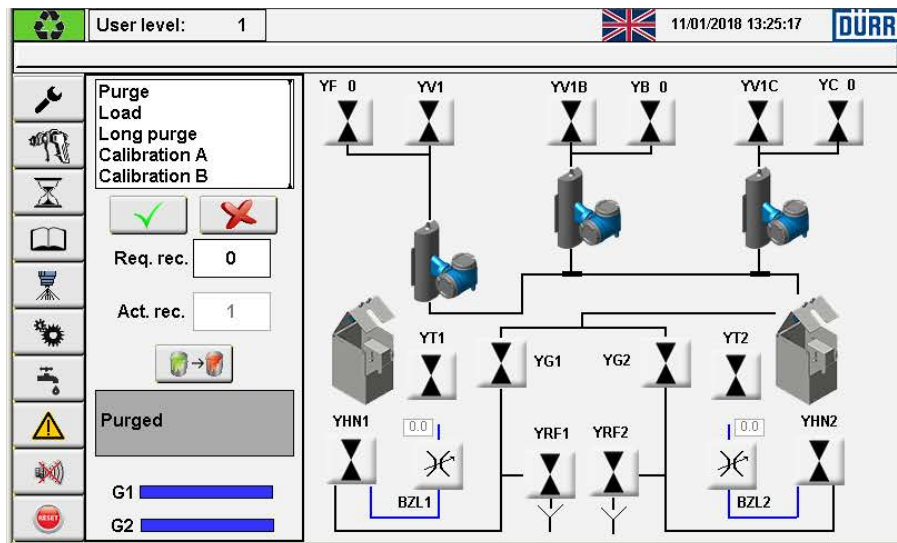 User level: 1
11/01/2018 13:25:17
DÜRR
Purge
Load
Long purge
Calibration A
Calibration B
Req. rec. 0
Act. rec. 1
Purged
G1
G2
RESET
YF 0 YV1 YV1B YB 0 YV1C YC 0
YT1 YG1 YG2 YT2
YHN1 0.0 YRF1 YRF2 0.0 YHN2
BZL1 BZL2